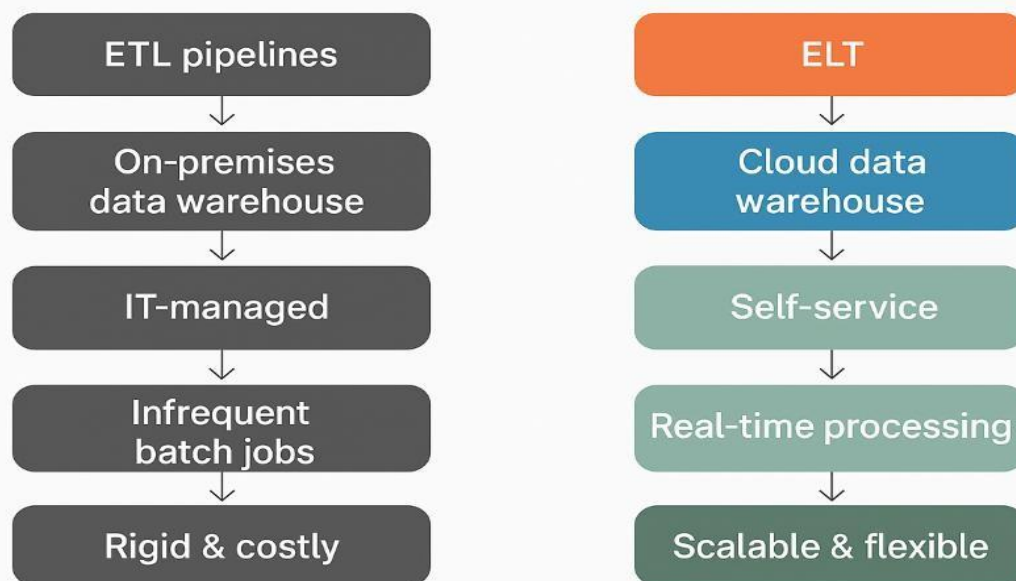 ETL pipelines
On-premises
data warehouse
IT-managed
Infrequent
batch jobs
Rigid & costly
ELT
Cloud data
warehouse
Self-service
Real-time processing
Scalable & flexible